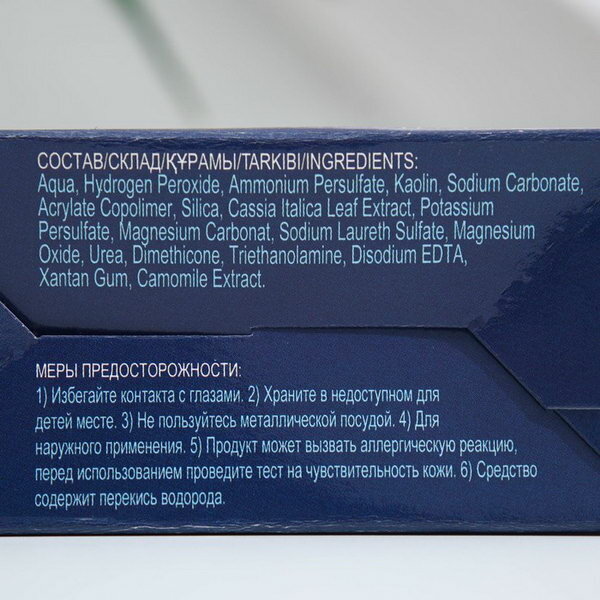 СОСТАВ/СКЛАД/ҚҰРАМЫ/TARKIBI/INGREDIENTS:
Aqua, Hydrogen Peroxide, Ammonium Persulfate, Kaolin, Sodium Carbonate,
Acrylate Copolimer, Silica, Cassia Italica Leaf Extract, Potassium
Persulfate, Magnesium Carbonat, Sodium Laureth Sulfate, Magnesium
Oxide, Urea, Dimethicone, Triethanolamine, Disodium EDTA,
Xantan Gum, Camomile Extract.
МЕРЫ ПРЕДОСТОРОЖНОСТИ:
1) Избегайте контакта с глазами. 2) Храните в недоступном для
детей месте. 3) Не пользуйтесь металлической посудой. 4) Для
наружного применения. 5) Продукт может вызвать аллергическую реакцию,
перед использованием проведите тест на чувствительность кожи. 6) Средство
содержит перекись водорода.